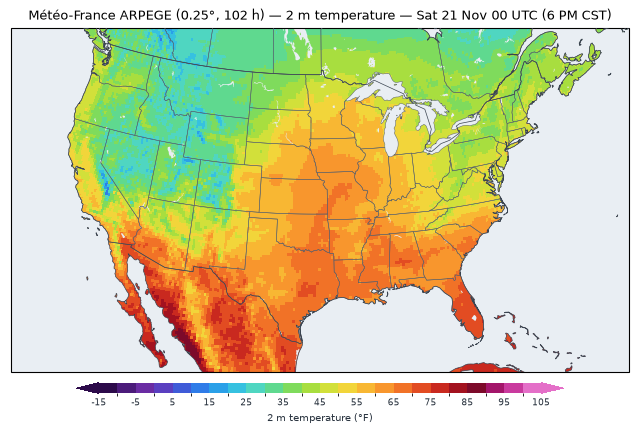 Météo-France ARPEGE (0.25°, 102 h) — 2 m temperature — Sat 21 Nov 00 UTC (6 PM CST)
-15 -5 5 15 25 35 45 55 65 75 85 95 105
2 m temperature (°F)